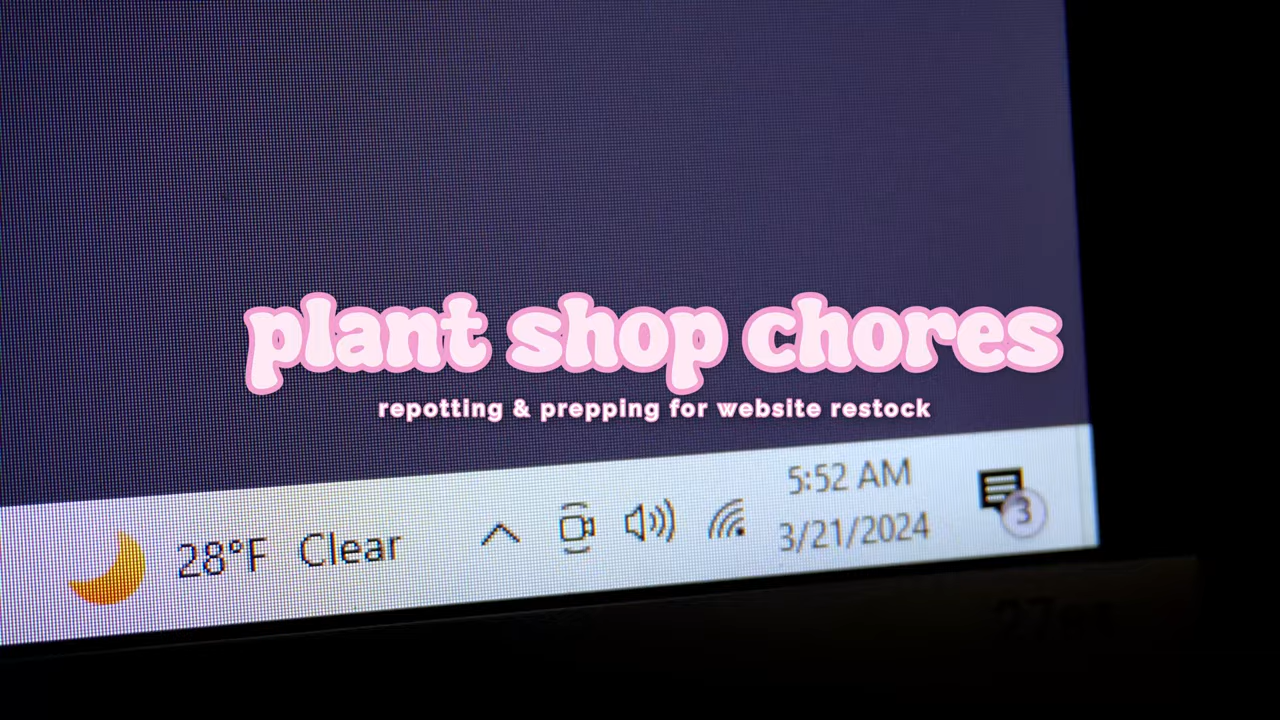 plant shop chores
repotting & prepping for website restock
28°F Clear
5:52 AM
3/21/2024
3